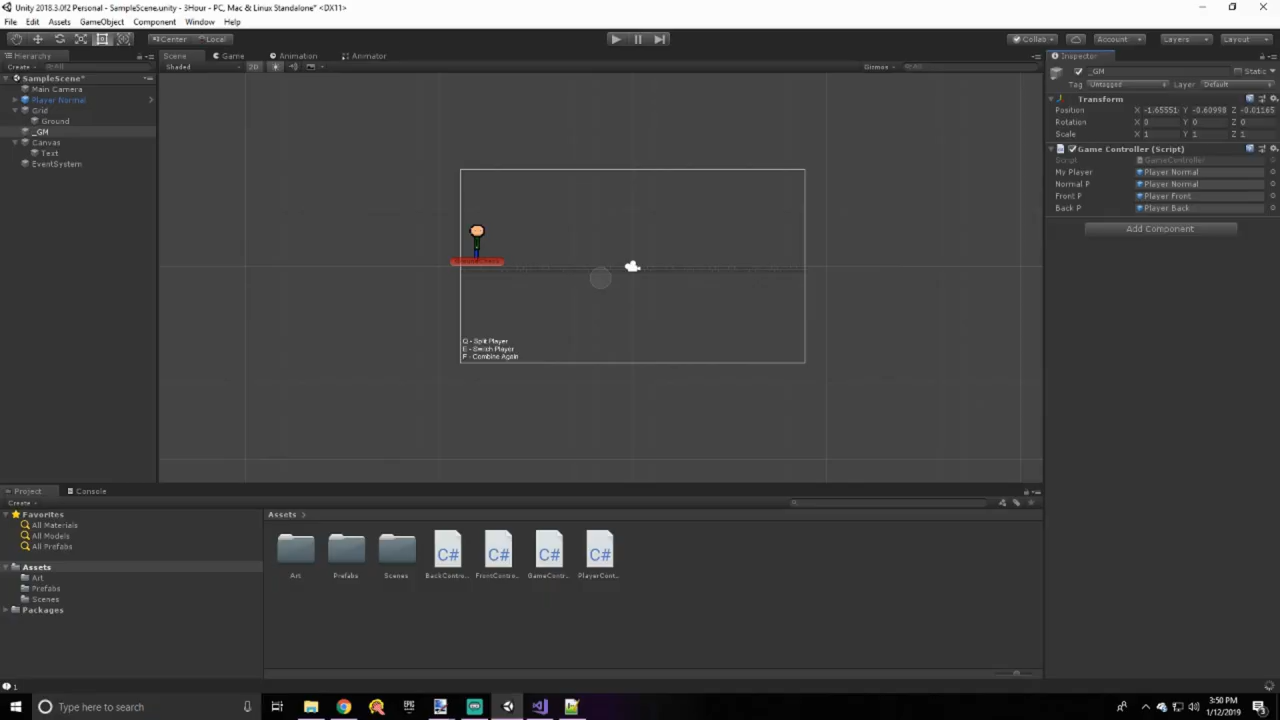 Unity 2018.3.0f2 Personal - SampleScene.unity - 3Hour - PC, Mac & Linux Standalone* <DX11>
File Edit Assets GameObject Component Window Help
Center Local
Collab Account Layers Layout
Hierarchy
Scene Game Animation Animator
Inspector
Create
Shaded 2D
Gizmos
SampleScene*
Main Camera
Player Normal
Grid
Ground
_GM
Canvas
Text
EventSystem
_GM Static
Tag Untagged Layer Default
Transform
Position X -1.65551 Y -0.60998 Z -0.01165
Rotation X 0 Y 0 Z 0
Scale X 1 Y 1 Z 1
Game Controller (Script)
Script GameController
My Player Player Normal
Normal P Player Normal
Front P Player Front
Back P Player Back
Add Component
Q - Split Player
E - Switch Player
F - Combine Again
Project Console
Create
Favorites
All Materials
All Models
All Prefabs
Assets
Art
Prefabs
Scenes
Packages
Assets
Art Prefabs Scenes BackContro... FrontContro... GameContr... PlayerCont...
1
Type here to search
3:50 PM
1/12/2019
3